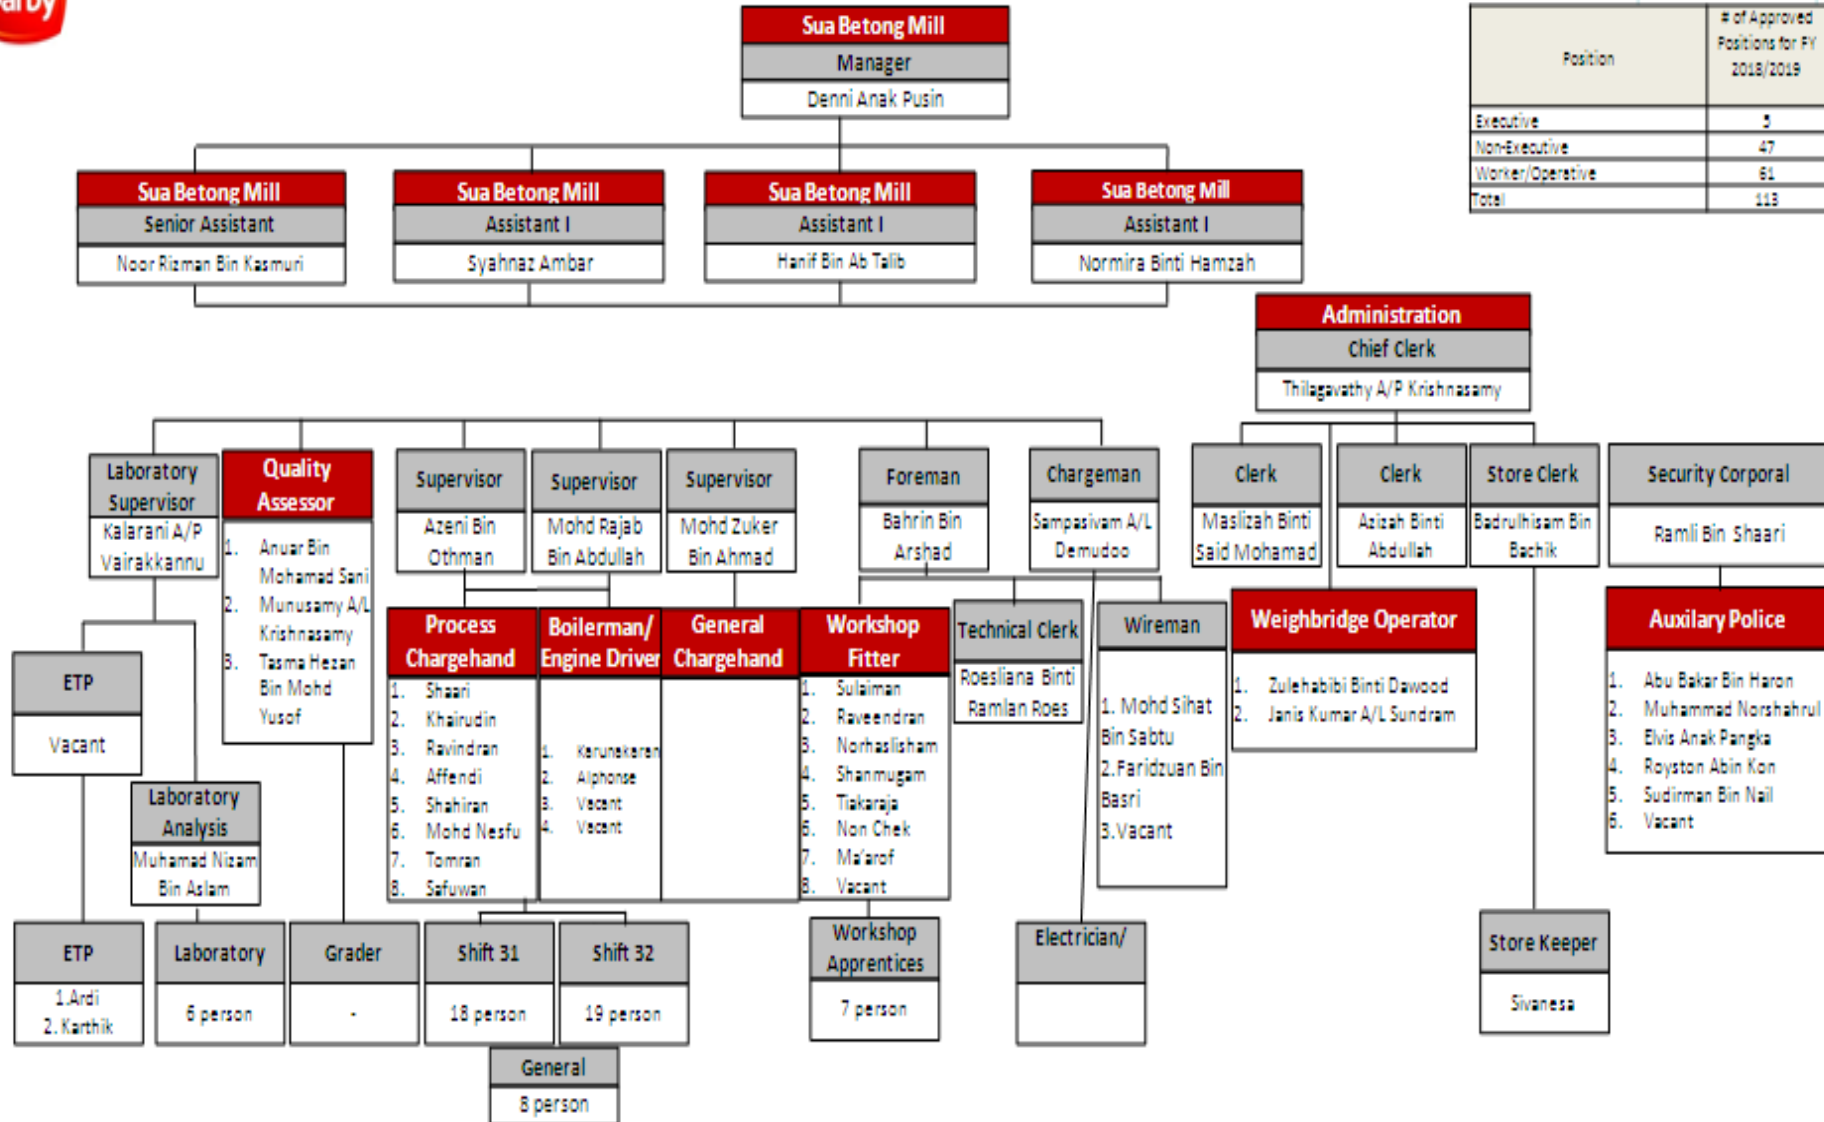 Darby
Sua Betong Mill
Manager
Denni Anak Pusin
Position
# of Approved
Positions for FY
2018/2019
Executive 5
Non-Executive 47
Worker/Operative 61
Total 113
Sua Betong Mill
Senior Assistant
Noor Rizman Bin Kasmuri
Sua Betong Mill
Assistant I
Syahnaz Ambar
Sua Betong Mill
Assistant I
Hanif Bin Ab Talib
Sua Betong Mill
Assistant I
Normira Binti Hamzah
Administration
Chief Clerk
Thilagavathy A/P Krishnasamy
Laboratory
Supervisor
Kalarani A/P
Vairakkannu
Quality
Assessor
1. Anuar Bin
Mohamad Sani
2. Munusamy A/L
Krishnasamy
3. Tasma Hezan
Bin Mohd
Yusof
Supervisor
Azeni Bin
Othman
Supervisor
Mohd Rajab
Bin Abdullah
Supervisor
Mohd Zuker
Bin Ahmad
Foreman
Bahrin Bin
Arshad
Chargeman
Sampasivam A/L
Demudoo
Clerk
Maslizah Binti
Said Mohamad
Clerk
Azizah Binti
Abdullah
Store Clerk
Badrulhisam Bin
Bachik
Security Corporal
Ramli Bin Shaari
ETP
Vacant
Laboratory
Analysis
Muhamad Nizam
Bin Aslam
Process
Chargehand
1. Shaari
2. Khairudin
3. Ravindran
4. Affendi
5. Shahiran
6. Mohd Nesfu
7. Tomran
8. Safuwan
Boilerman/
Engine Driver
1. Karunakaran
2. Alphonse
3. Vacant
4. Vacant
General
Chargehand
Workshop
Fitter
1. Sulaiman
2. Raveendran
3. Norhaslisham
4. Shanmugam
5. Tiakaraja
6. Non Chek
7. Ma'arof
8. Vacant
Technical Clerk
Roesliana Binti
Ramlan Roes
Wireman
1. Mohd Sihat
Bin Sabtu
2.Faridzuan Bin
Basri
3.Vacant
Weighbridge Operator
1. Zulehabibi Binti Dawood
2. Janis Kumar A/L Sundram
Auxilary Police
1. Abu Bakar Bin Haron
2. Muhammad Norshahrul
3. Elvis Anak Pangka
4. Royston Abin Kon
5. Sudirman Bin Nail
6. Vacant
ETP
1.Ardi
2. Karthik
Laboratory
6 person
Grader
-
Shift 31
18 person
Shift 32
19 person
General
8 person
Workshop
Apprentices
7 person
Electrician/
Store Keeper
Sivanesa